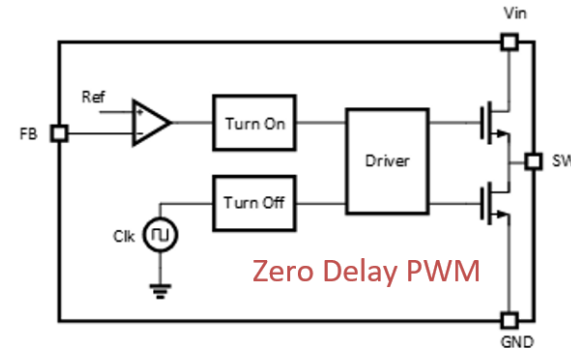 Vin
Ref
FB
Turn On
Driver
SW
Turn Off
Clk
Zero Delay PWM
GND